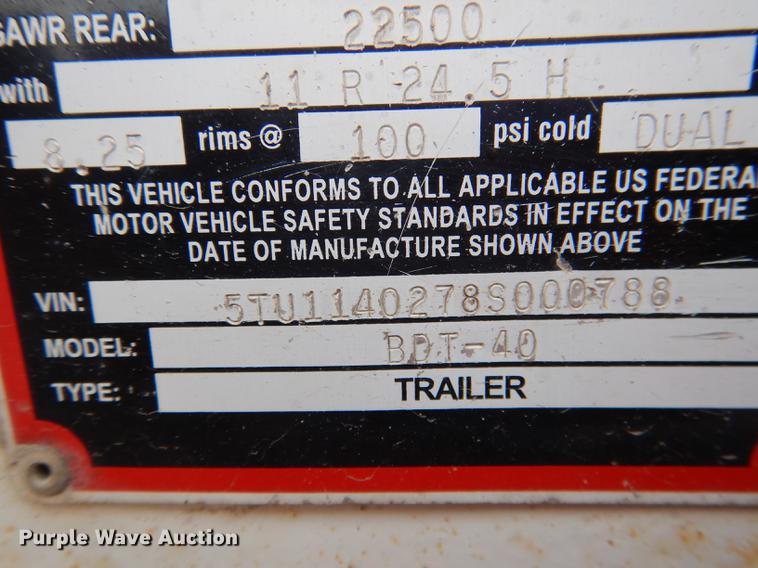 GAWR REAR: 22500
with 11 R 24.5 H
8.25 rims @ 100 psi cold DUAL
THIS VEHICLE CONFORMS TO ALL APPLICABLE US FEDERAL
MOTOR VEHICLE SAFETY STANDARDS IN EFFECT ON THE
DATE OF MANUFACTURE SHOWN ABOVE
VIN: 5TU1140278S000788
MODEL: BDT-40
TYPE: TRAILER
Purple Wave Auction